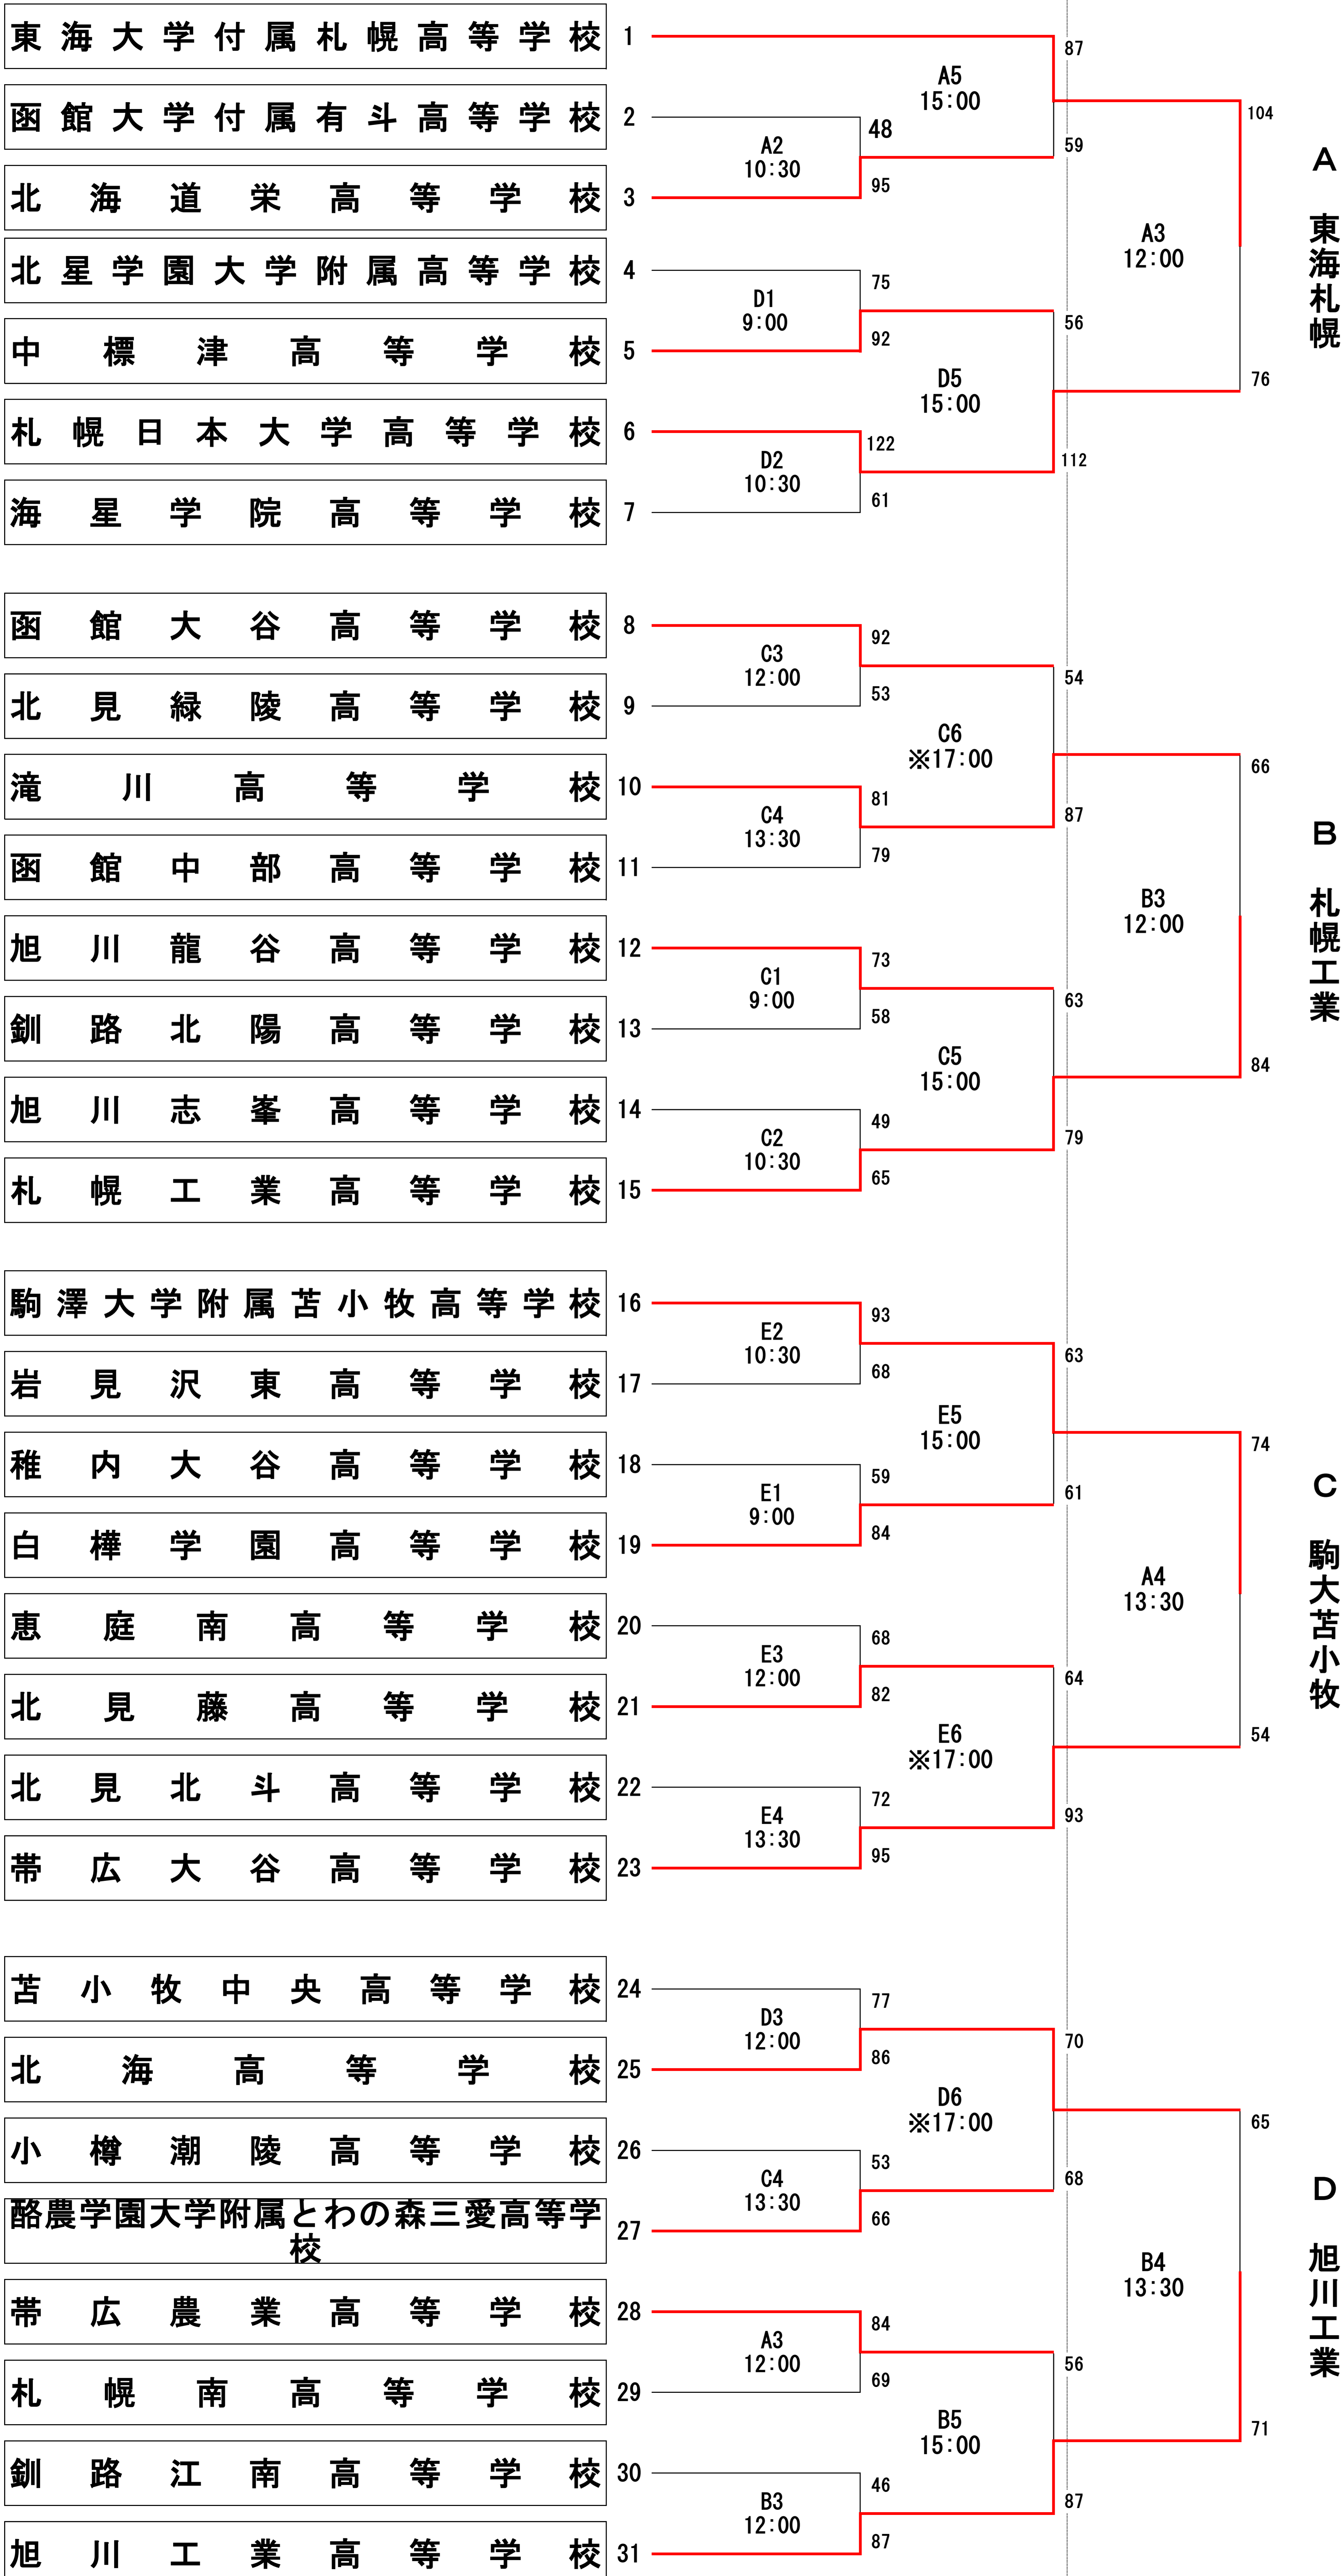 東海大学付属札幌高等学校 1
函館大学付属有斗高等学校 2
北海道栄高等学校 3
北星学園大学附属高等学校 4
中標津高等学校 5
札幌日本大学高等学校 6
海星学院高等学校 7
A2
10:30
48
95
D1
9:00
75
92
D2
10:30
122
61
A5
15:00
87
59
D5
15:00
56
112
A3
12:00
104
76
A 東海札幌
函館大谷高等学校 8
北見緑陵高等学校 9
滝川高等学校 10
函館中部高等学校 11
旭川龍谷高等学校 12
釧路北陽高等学校 13
旭川志峯高等学校 14
札幌工業高等学校 15
C3
12:00
92
53
C4
13:30
81
79
C1
9:00
73
58
C2
10:30
49
65
C6
※17:00
54
87
C5
15:00
63
79
B3
12:00
66
84
B 札幌工業
駒澤大学附属苫小牧高等学校 16
岩見沢東高等学校 17
稚内大谷高等学校 18
白樺学園高等学校 19
恵庭南高等学校 20
北見藤高等学校 21
北見北斗高等学校 22
帯広大谷高等学校 23
E2
10:30
93
68
E1
9:00
59
84
E3
12:00
68
82
E4
13:30
72
95
E5
15:00
63
61
E6
※17:00
64
93
A4
13:30
74
54
C 駒大苫小牧
苫小牧中央高等学校 24
北海高等学校 25
小樽潮陵高等学校 26
酪農学園大学附属とわの森三愛高等学
校
27
帯広農業高等学校 28
札幌南高等学校 29
釧路江南高等学校 30
旭川工業高等学校 31
D3
12:00
77
86
C4
13:30
53
66
A3
12:00
84
69
B3
12:00
46
87
D6
※17:00
70
68
B5
15:00
56
87
B4
13:30
65
71
D 旭川工業